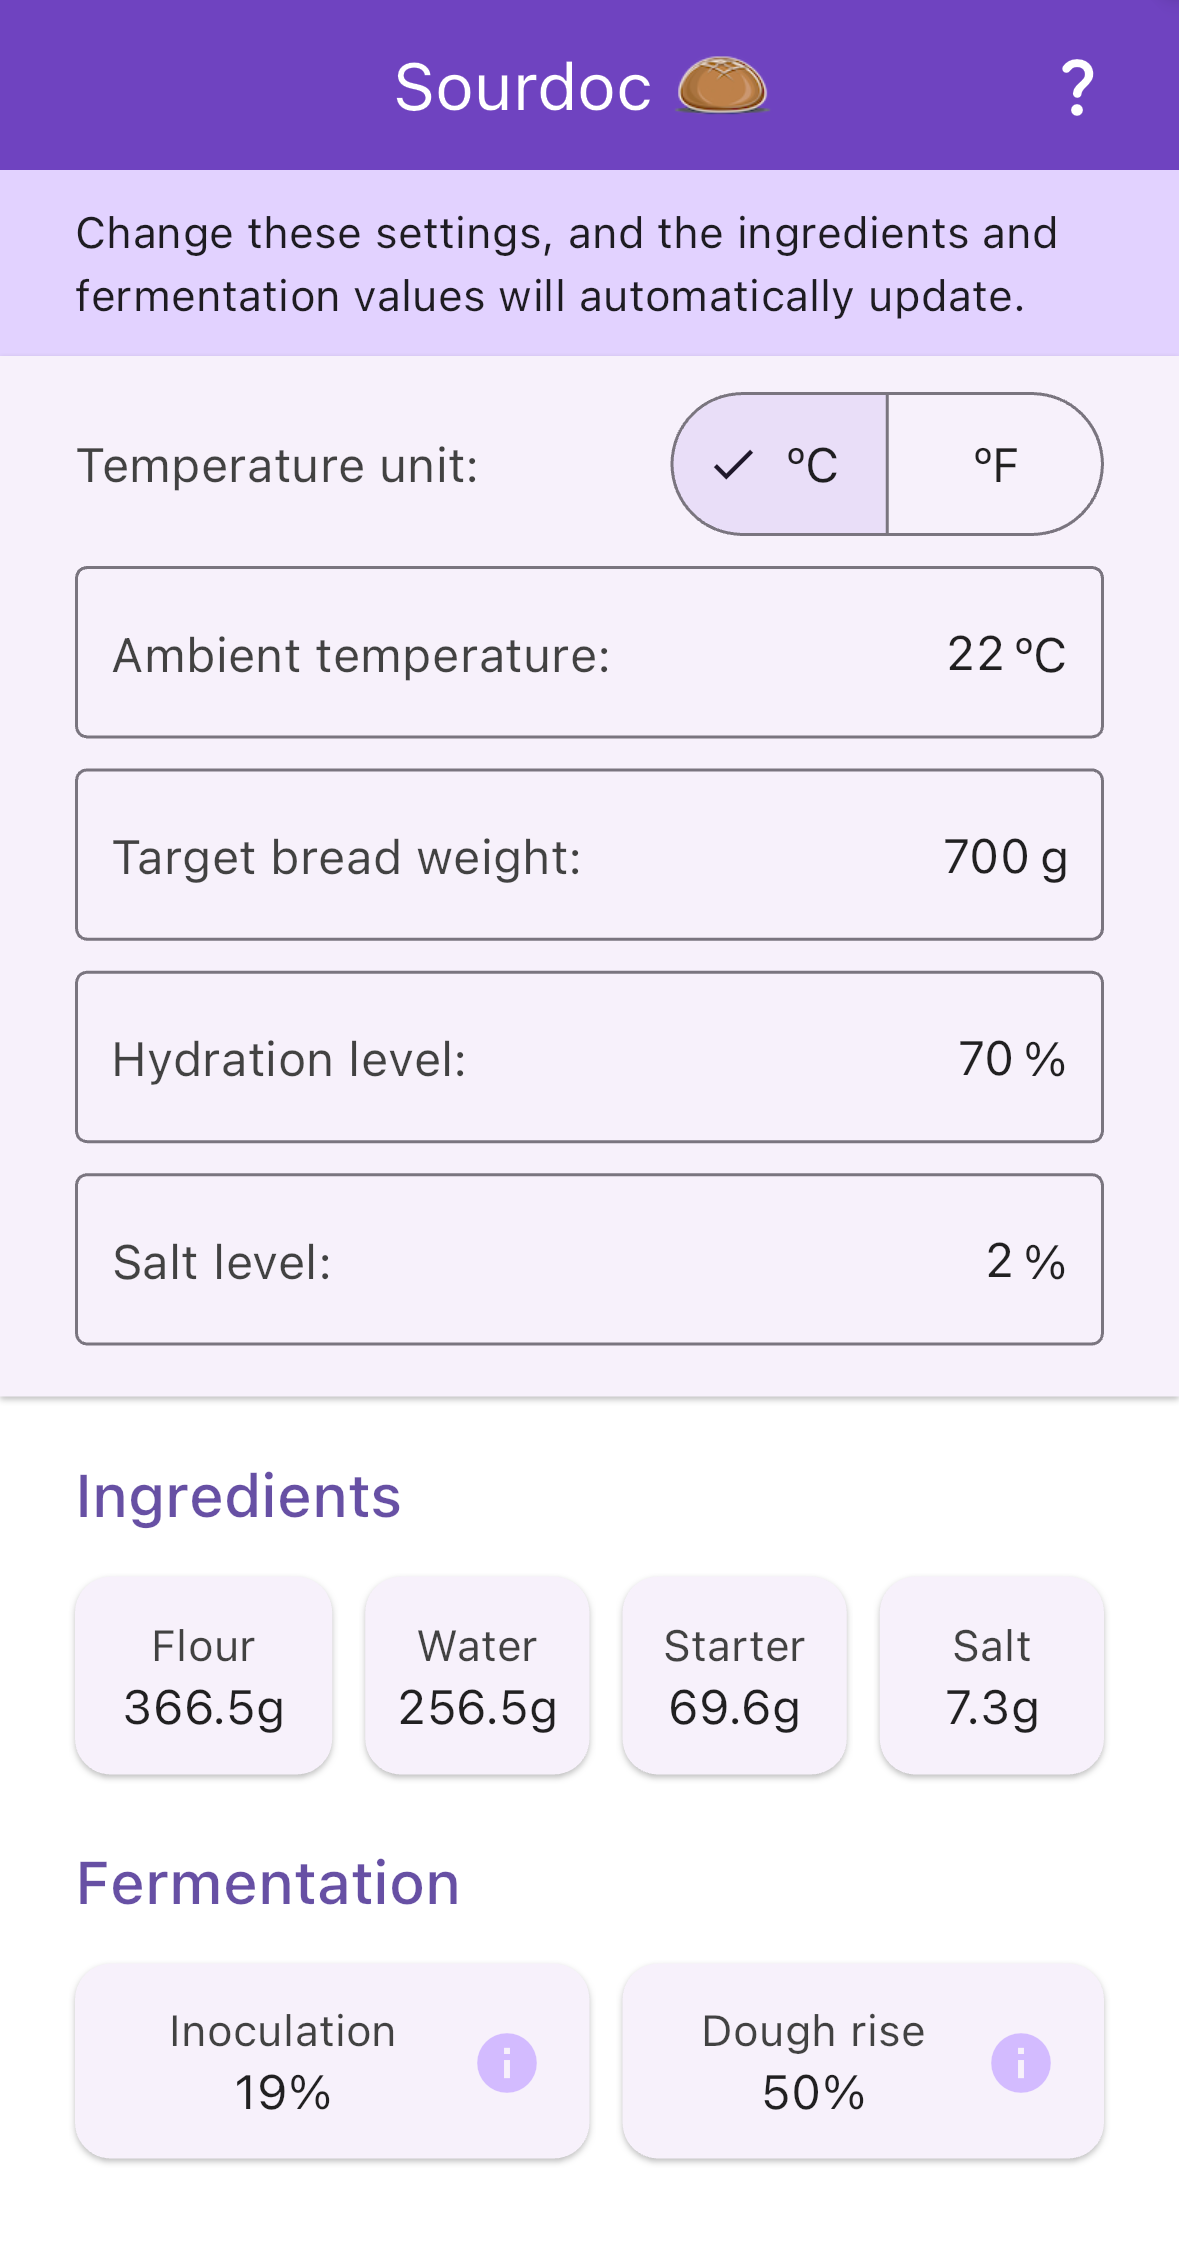 Sourdoc
?
Change these settings, and the ingredients and
fermentation values will automatically update.
Temperature unit: ✓ ºC ºF
Ambient temperature: 22 ºC
Target bread weight: 700 g
Hydration level: 70 %
Salt level: 2 %
Ingredients
Flour Water Starter Salt
366.5g 256.5g 69.6g 7.3g
Fermentation
Inoculation Dough rise
i i
19% 50%